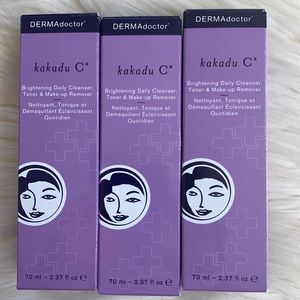 DERMAdoctor®
kakadu C®
Brightening Daily Cleanser,
Toner & Make-up Remover
Nettoyant, Tonique et
Démaquillant Éclaircissant
Quotidien
70 ml - 2.37 fl oz ℮
DERMAdoctor®
kakadu C®
Brightening Daily Cleanser,
Toner & Make-up Remover
Nettoyant, Tonique et
Démaquillant Éclaircissant
Quotidien
70 ml - 2.37 fl oz ℮
DERMAdoctor®
kakadu C®
Brightening Daily Cleanser,
Toner & Make-up Remover
Nettoyant, Tonique et
Démaquillant Éclaircissant
Quotidien
70 ml - 2.37 fl oz ℮